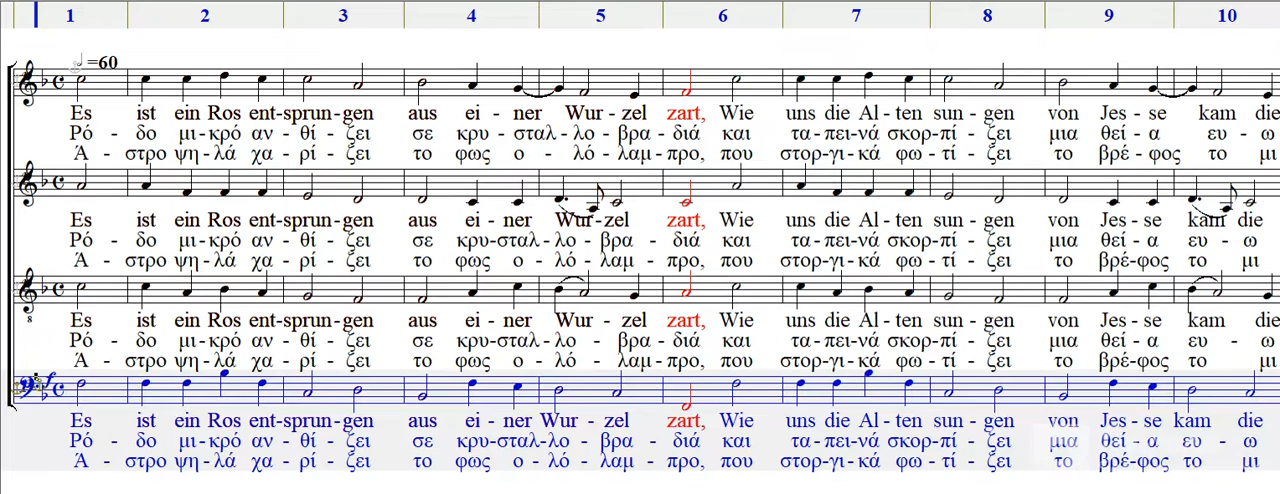 1 2 3 4 5 6 7 8 9 10
=60
Es ist ein Ros ent-sprun-gen aus ei - ner Wur-zel zart, Wie uns die Al-ten sun-gen von Jes-se kam die
Ρό - δο μι-κρό αν-θί-ζει σε κρυ-σταλ-λο-βρα-διά και τα-πει-νά σκορ-πί-ζει μια θεί-α ευ-ω
Ά-στρο ψη-λά χα-ρί-ζει το φως ο-λό-λαμ-προ, που στορ-γι-κά φω-τί-ζει το βρέ-φος το μι
Es ist ein Ros ent-sprun-gen aus ei - ner Wur-zel zart, Wie uns die Al-ten sun-gen von Jes-se kam die
Ρό - δο μι-κρό αν-θί-ζει σε κρυ-σταλ-λο-βρα-διά και τα-πει-νά σκορ-πί-ζει μια θεί-α ευ-ω
Ά-στρο ψη-λά χα-ρί-ζει το φως ο-λό-λαμ-προ, που στορ-γι-κά φω-τί-ζει το βρέ-φος το μι
8
Es ist ein Ros ent-sprun-gen aus ei - ner Wur-zel zart, Wie uns die Al-ten sun-gen von Jes-se kam die
Ρό - δο μι-κρό αν-θί-ζει σε κρυ-σταλ-λο-βρα-διά και τα-πει-νά σκορ-πί-ζει μια θεί-α ευ-ω
Ά-στρο ψη-λά χα-ρί-ζει το φως ο-λό-λαμ-προ, που στορ-γι-κά φω-τί-ζει το βρέ-φος το μι
f
Es ist ein Ros ent-sprun-gen aus ei - ner Wur - zel zart, Wie uns die Al-ten sun-gen von Jes-se kam die
Ρό - δο μι-κρό αν-θί-ζει σε κρυ-σταλ-λο-βρα-διά και τα-πει-νά σκορ-πί-ζει μια θεί-α ευ-ω
Ά-στρο ψη-λά χα-ρί-ζει το φως ο-λό-λαμ-προ, που στορ-γι-κά φω-τί-ζει το βρέ-φος το μι